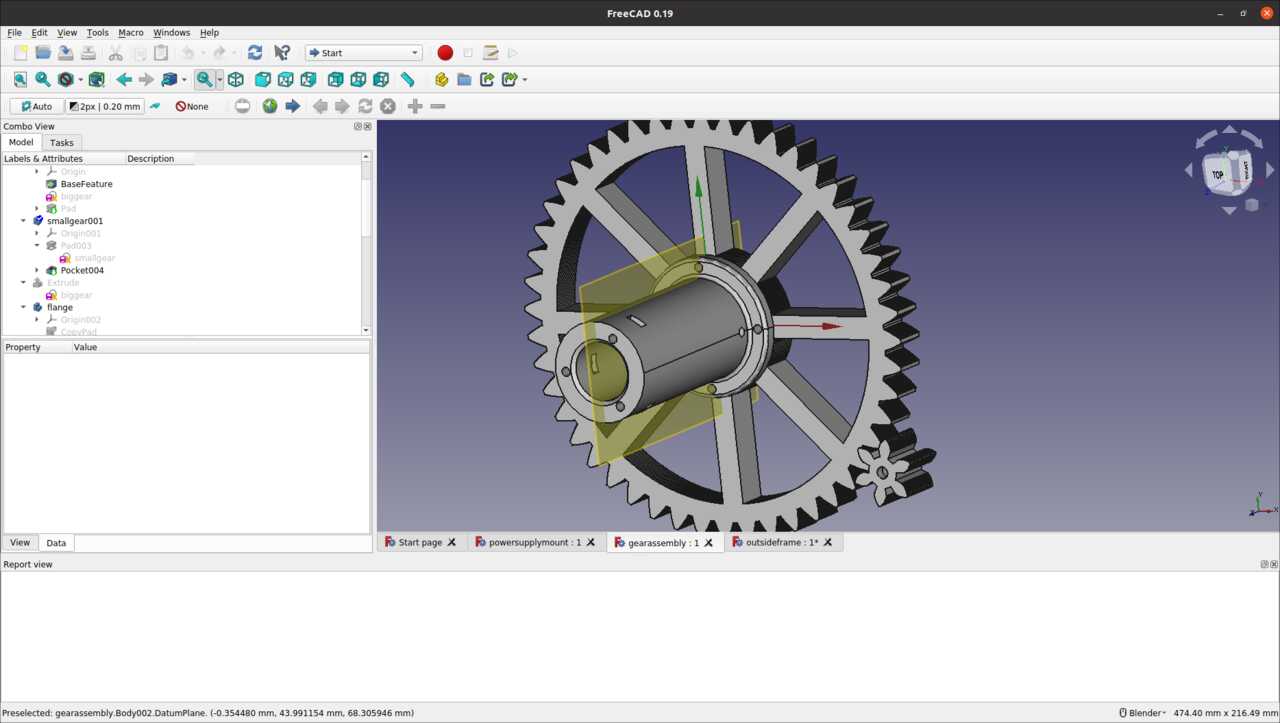 FreeCAD 0.19
File Edit View Tools Macro Windows Help
Start
Auto 2px | 0.20 mm None
Combo View
Model Tasks
Labels & Attributes Description
Origin
BaseFeature
biggear
Pad
smallgear001
Origin001
Pad003
smallgear
Pocket004
Extrude
biggear
flange
Origin002
CopyPad
Property Value
View Data
TOP
Y
X
Start page powersupplymount : 1 gearassembly : 1 outsideframe : 1*
Report view
Preselected: gearassembly.Body002.DatumPlane. (-0.354480 mm, 43.991154 mm, 68.305946 mm) Blender 474.40 mm x 216.49 mm